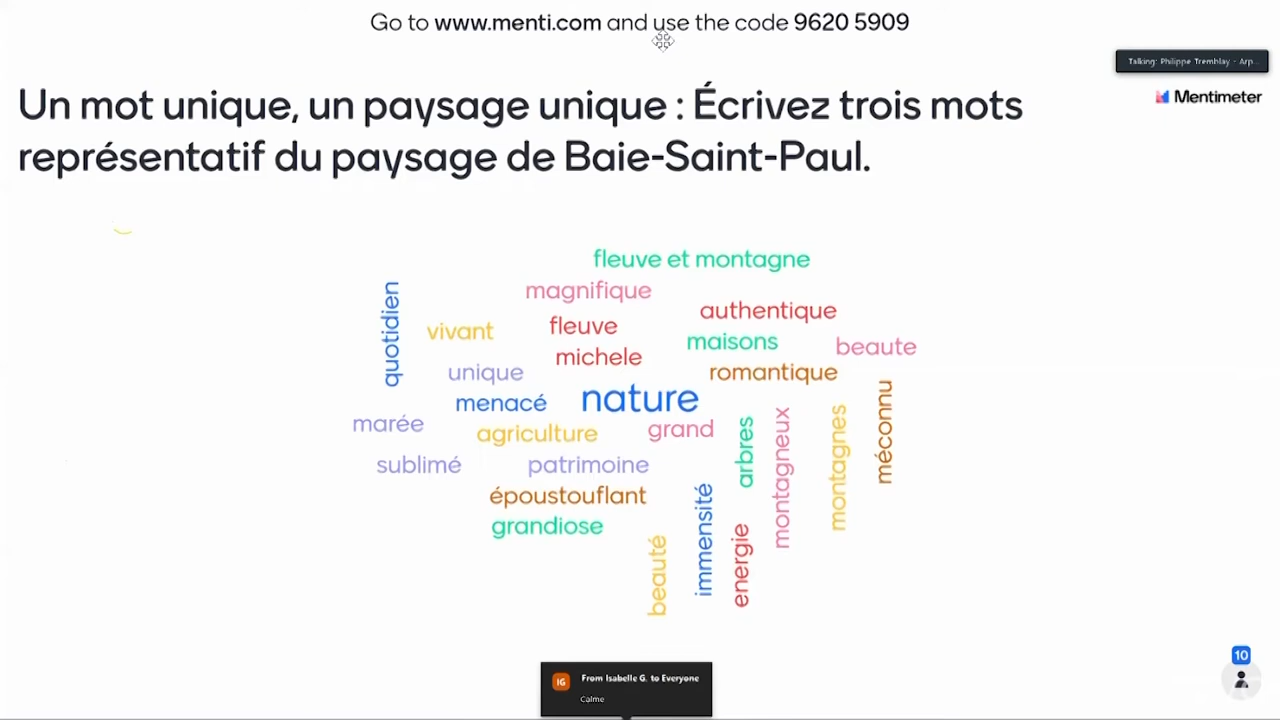 Go to www.menti.com and use the code 9620 5909
Talking: Philippe Tremblay - Arp...
Mentimeter
Un mot unique, un paysage unique : Écrivez trois mots
représentatif du paysage de Baie-Saint-Paul.
fleuve et montagne
magnifique
quotidien
authentique
vivant
fleuve
maisons
beaute
michele
unique
romantique
nature
menacé
marée
agriculture
grand
arbres
montagneux
montagnes
méconnu
sublimé
patrimoine
époustouflant
immensité
grandiose
energie
beauté
10
IG
From Isabelle G. to Everyone
Calme